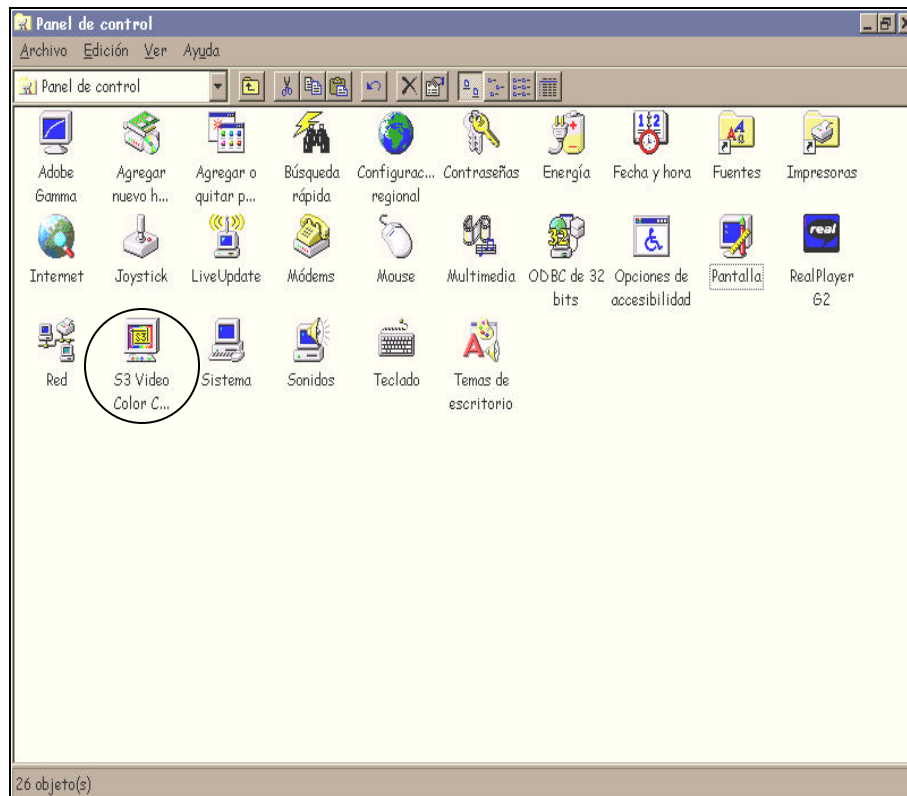 Panel de control
Archivo Edición Ver Ayuda
Panel de control
Adobe Gamma
Agregar nuevo h...
Agregar o quitar p...
Búsqueda rápida
Configurac... regional
Contraseñas
Energía
Fecha y hora
Fuentes
Impresoras
Internet
Joystick
LiveUpdate
Módems
Mouse
Multimedia
32
ODBC de 32 bits
Opciones de accesibilidad
Pantalla
real
RealPlayer G2
Red
S3
S3 Video Color C...
Sistema
Sonidos
Teclado
Temas de escritorio
26 objeto(s)